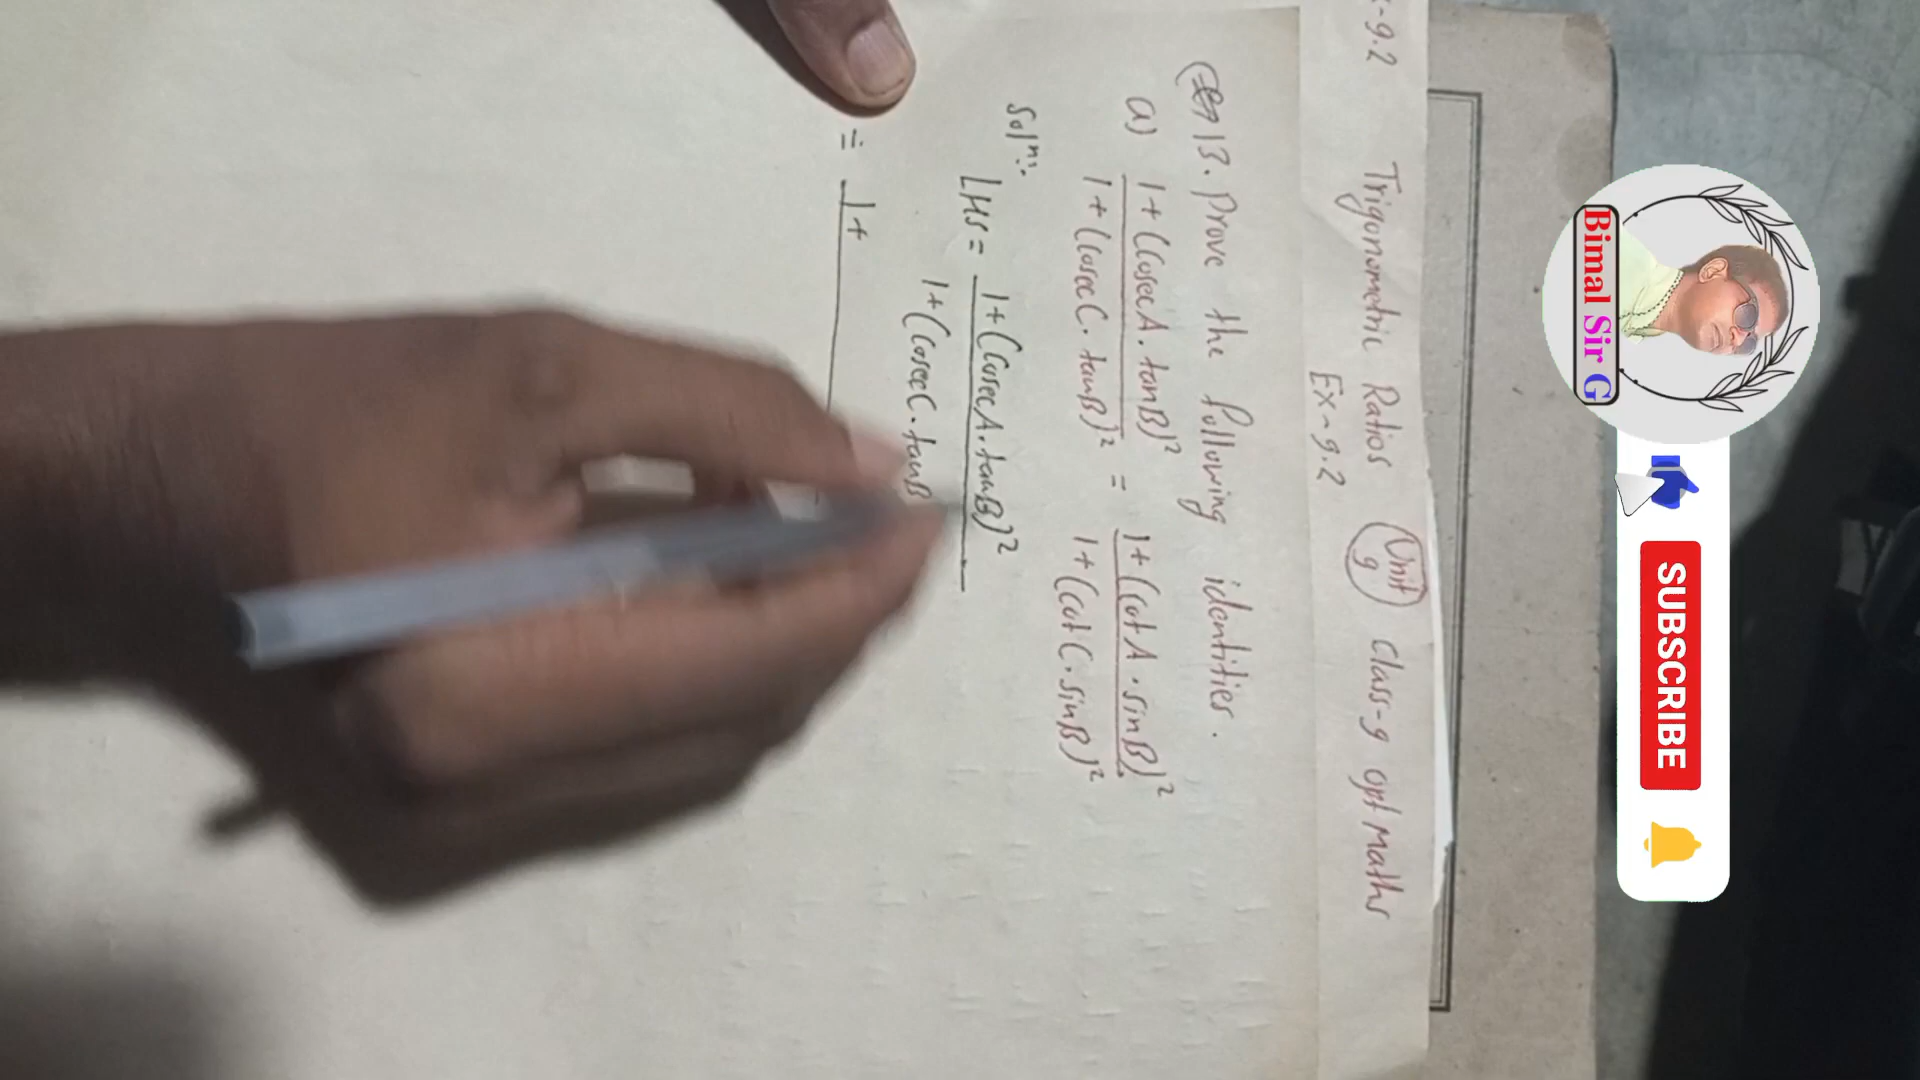 x-9.2 Trigonometric Ratios Unit 9 class-9 opt maths
Ex-9.2
13. Prove the following identities.
a) 1+(CosecA.tanB)² / 1+(CosecC.tanB)² = 1+(cotA.sinB)² / 1+(cotC.sinB)²
Solⁿ:-
LHS = 1+(CosecA.tanB)² / 1+(CosecC.tanB
= 1+
Bimal Sir G
SUBSCRIBE